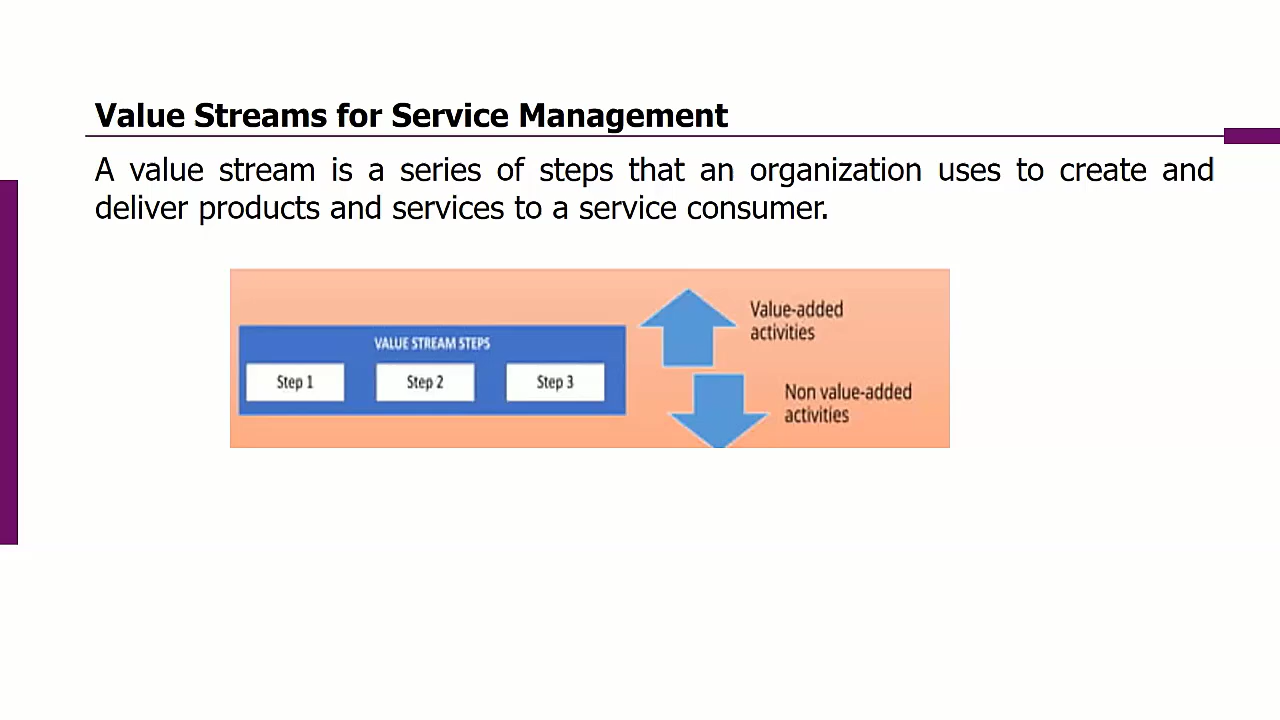 Value Streams for Service Management
A value stream is a series of steps that an organization uses to create and
deliver products and services to a service consumer.
VALUE STREAM STEPS
Step 1
Step 2
Step 3
Value-added
activities
Non value-added
activities